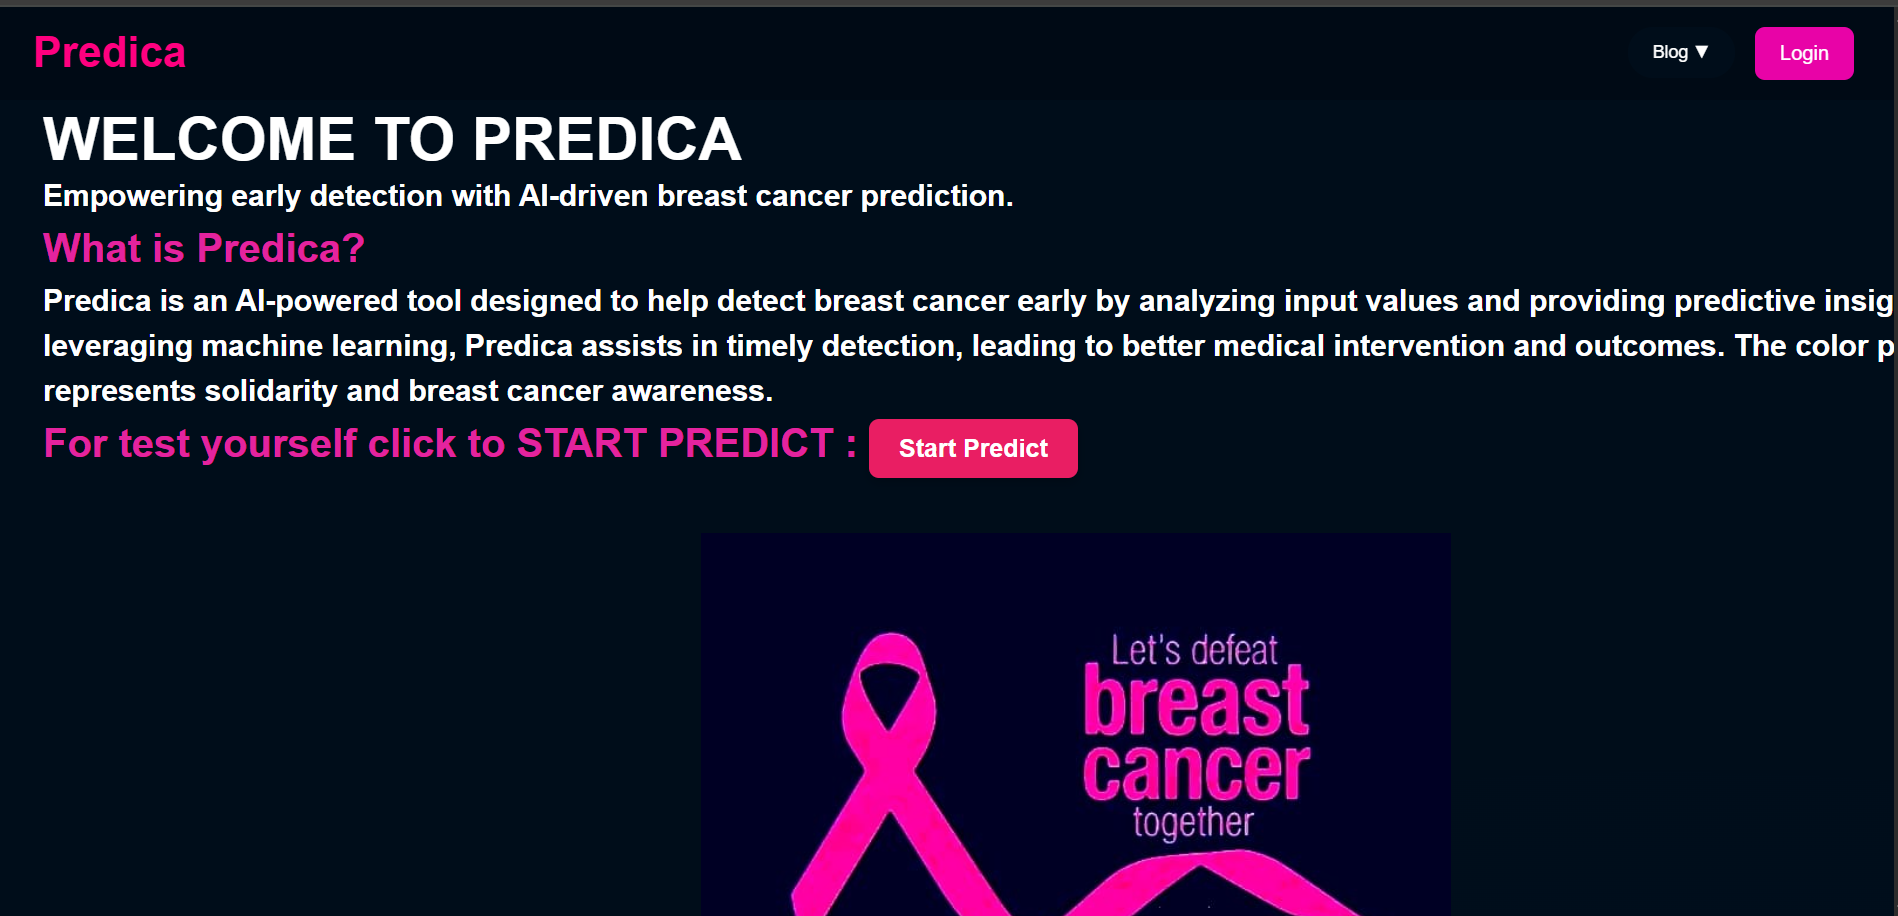 Predica
Blog ▼
Login
WELCOME TO PREDICA
Empowering early detection with AI-driven breast cancer prediction.
What is Predica?
Predica is an AI-powered tool designed to help detect breast cancer early by analyzing input values and providing predictive insig
leveraging machine learning, Predica assists in timely detection, leading to better medical intervention and outcomes. The color p
represents solidarity and breast cancer awareness.
For test yourself click to START PREDICT :
Start Predict
Let's defeat
breast
cancer
together